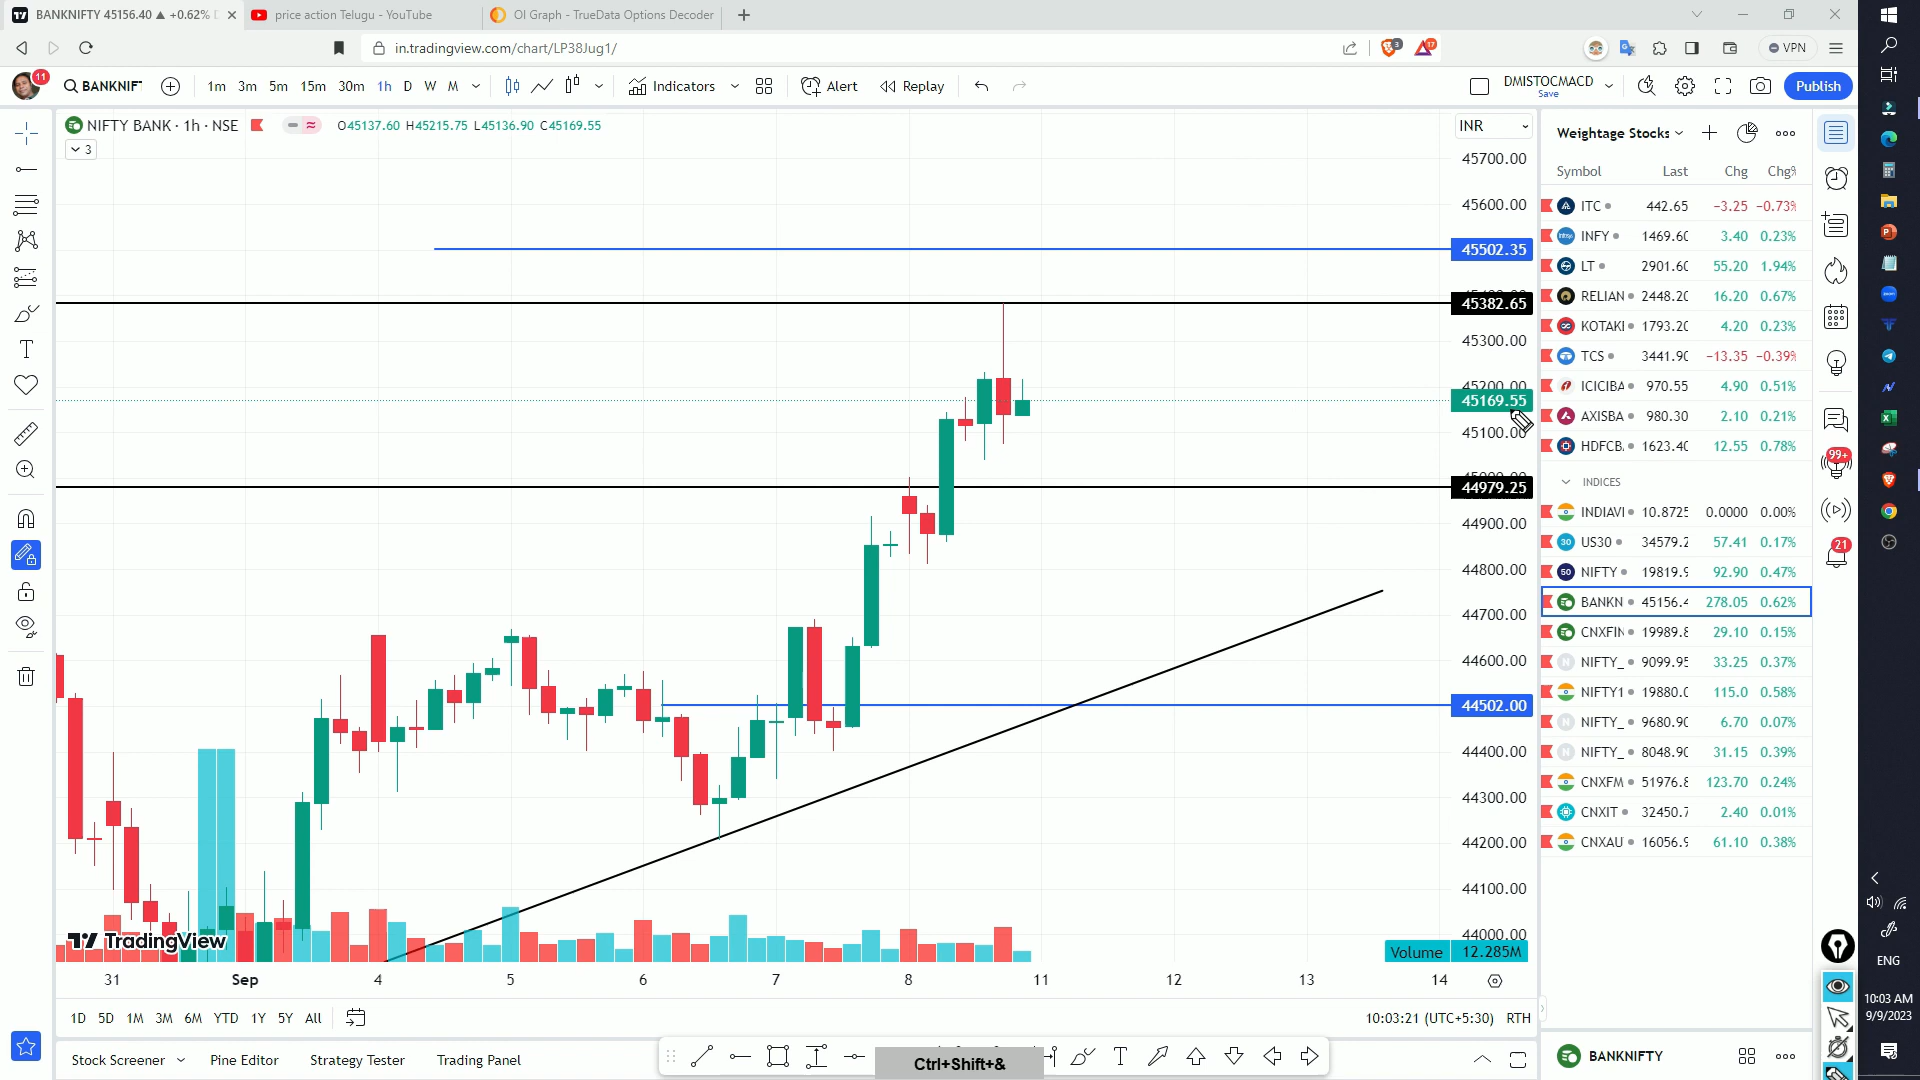 BANKNIFTY 45156.40 ▲ +0.62%
price action Telugu - YouTube
OI Graph - TrueData Options Decoder
in.tradingview.com/chart/LP38Jug1/
3
17
VPN
11
BANKNIF
1m 3m 5m 15m 30m 1h D W M
Indicators
Alert
Replay
DMISTOCMACD
Save
Publish
NIFTY BANK · 1h · NSE
O45137.60 H45215.75 L45136.90 C45169.55
3
INR
45700.00
45600.00
45502.35
45382.65
45300.00
45200.00
45169.55
45100.00
45000.00
44979.25
44900.00
44800.00
44700.00
44600.00
44502.00
44400.00
44300.00
44200.00
44100.00
44000.00
TradingView
Volume 12.285M
31 Sep 4 5 6 7 8 11 12 13 14
1D 5D 1M 3M 6M YTD 1Y 5Y All
10:03:21 (UTC+5:30) RTH
Stock Screener
Pine Editor
Strategy Tester
Trading Panel
Ctrl+Shift+&
Weightage Stocks
Symbol Last Chg Chg%
ITC 442.65 −3.25 −0.73%
INFY 1469.60 3.40 0.23%
LT 2901.60 55.20 1.94%
RELIAN 2448.20 16.20 0.67%
KOTAKI 1793.20 4.20 0.23%
TCS 3441.90 −13.35 −0.39%
ICICIBA 970.55 4.90 0.51%
AXISBA 980.30 2.10 0.21%
HDFCB 1623.40 12.55 0.78%
INDICES
INDIAVI 10.8725 0.0000 0.00%
US30 34579.2 57.41 0.17%
NIFTY 19819.9 92.90 0.47%
BANKN 45156.4 278.05 0.62%
CNXFIN 19989.8 29.10 0.15%
NIFTY_ 9099.95 33.25 0.37%
NIFTY1 19880.0 115.0 0.58%
NIFTY_ 9680.90 6.70 0.07%
NIFTY_ 8048.90 31.15 0.39%
CNXFM 51976.8 123.70 0.24%
CNXIT 32450.7 2.40 0.01%
CNXAU 16056.9 61.10 0.38%
BANKNIFTY
99+
21
ENG
10:03 AM
9/9/2023